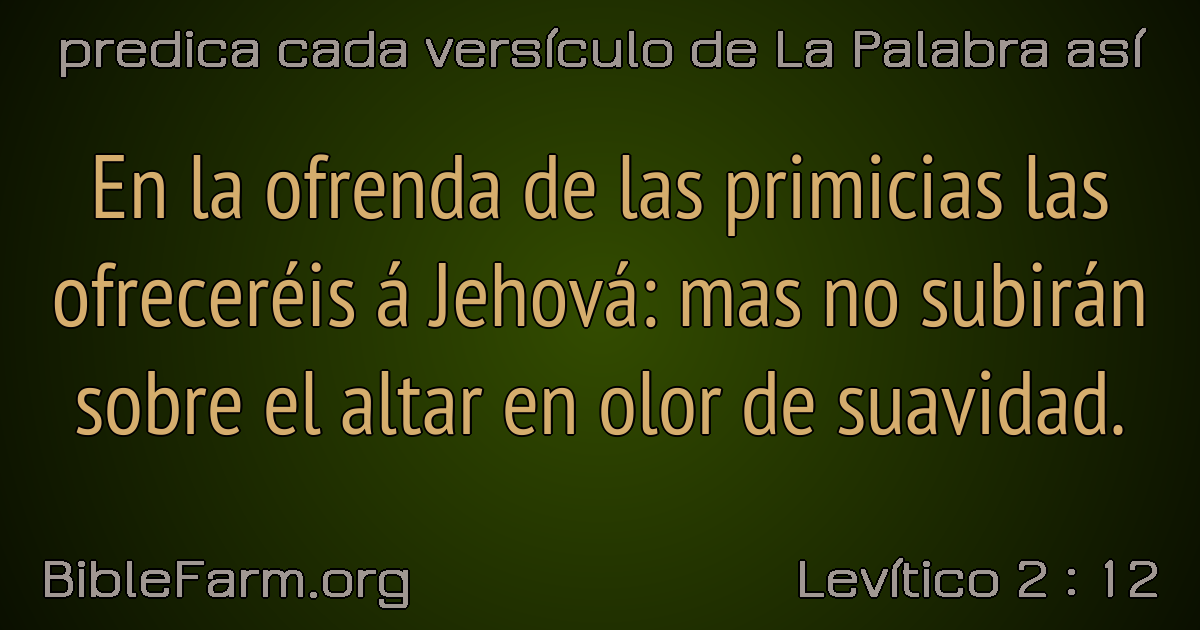 predica cada versículo de La Palabra así
En la ofrenda de las primicias las
ofreceréis á Jehová: mas no subirán
sobre el altar en olor de suavidad.
BibleFarm.org
Levítico 2 : 12